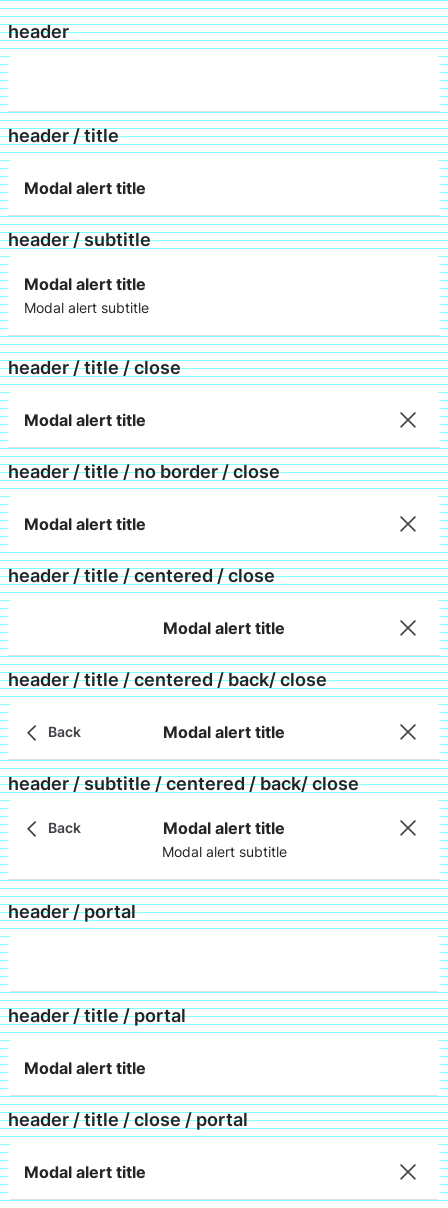 header
header / title
Modal alert title
header / subtitle
Modal alert title
Modal alert subtitle
header / title / close
Modal alert title
header / title / no border / close
Modal alert title
header / title / centered / close
Modal alert title
header / title / centered / back/ close
Back Modal alert title
header / subtitle / centered / back/ close
Back Modal alert title
Modal alert subtitle
header / portal
header / title / portal
Modal alert title
header / title / close / portal
Modal alert title